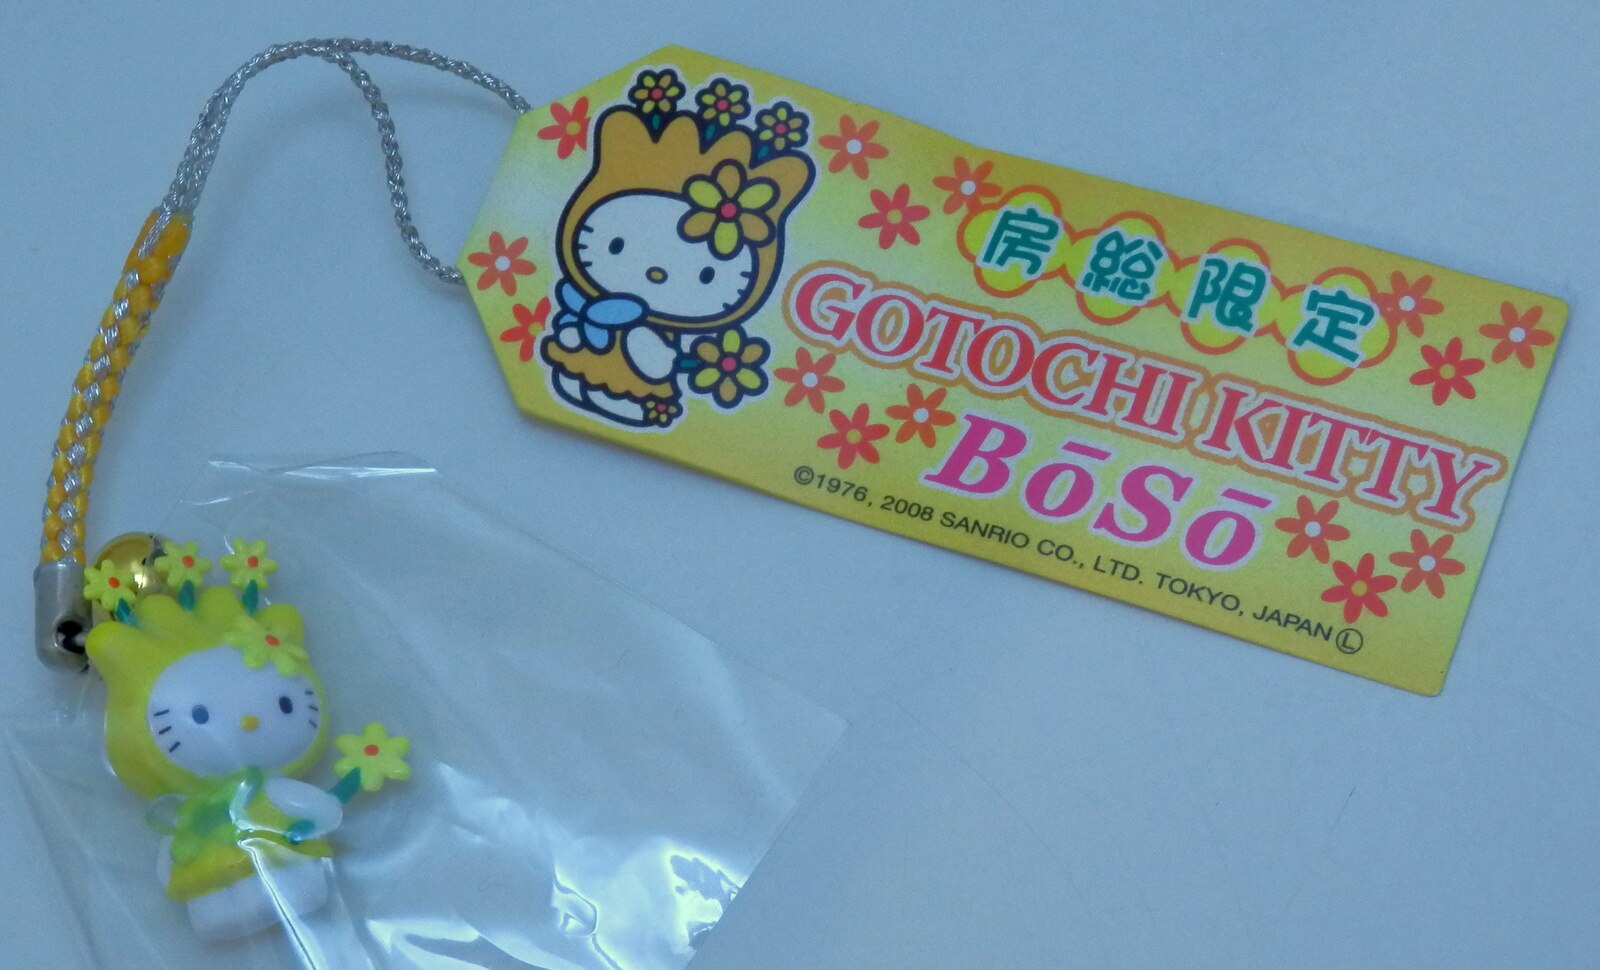 房総限定
GOTOCHI KITTY
BōSō
©1976, 2008 SANRIO CO., LTD. TOKYO, JAPAN Ⓛ